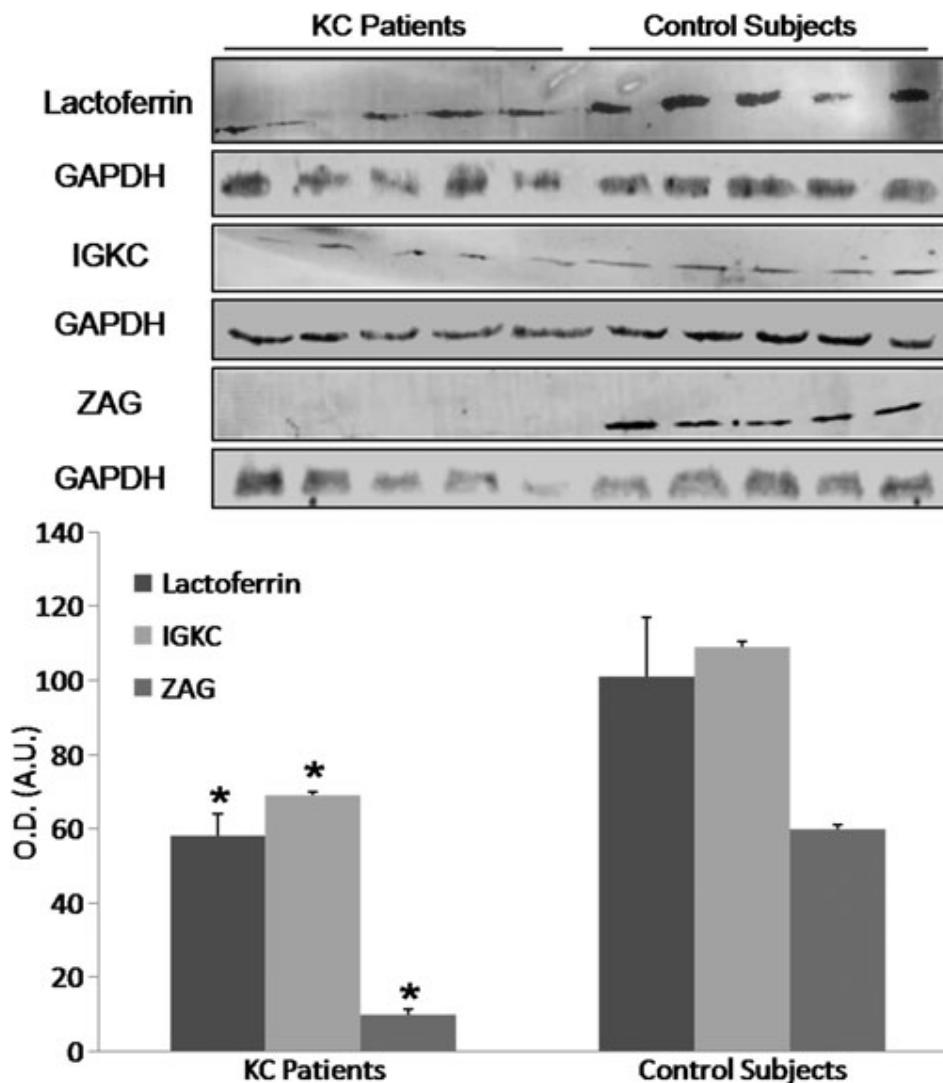 KC Patients Control Subjects
Lactoferrin
GAPDH
IGKC
GAPDH
ZAG
GAPDH
140
120
100
80
60
40
20
0
O.D. (A.U.)
Lactoferrin
IGKC
ZAG
*
*
*
KC Patients Control Subjects